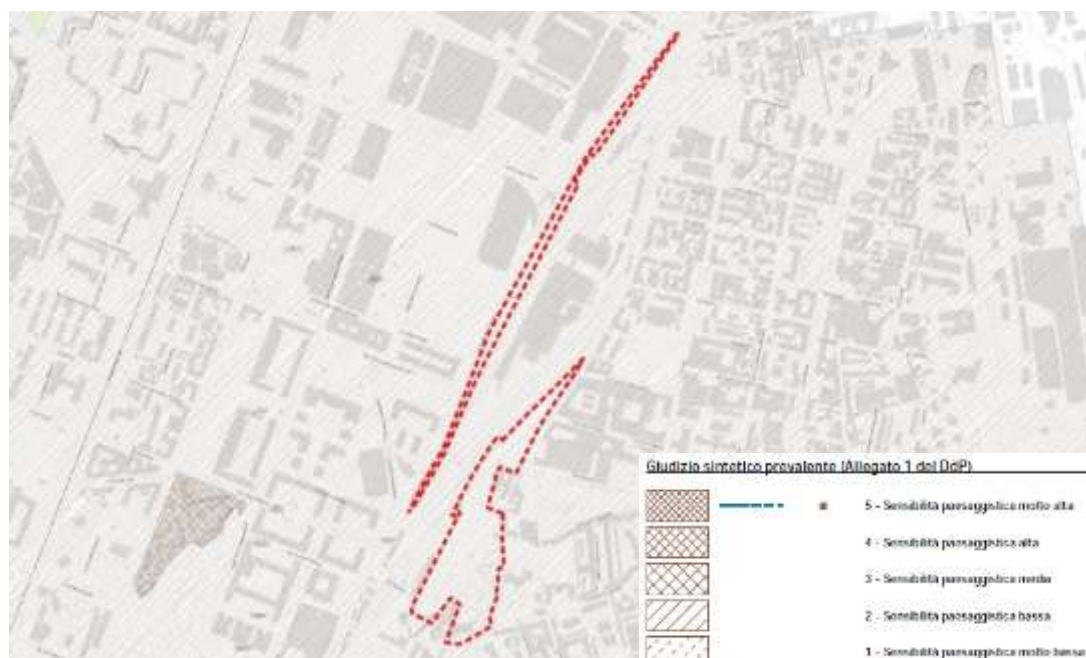 Giudizio sintetico prevalente (Allegato 1 del DdP)
5 - Sensibilità paesaggistica molto alta
4 - Sensibilità paesaggistica alta
3 - Sensibilità paesaggistica media
2 - Sensibilità paesaggistica bassa
1 - Sensibilità paesaggistica molto bassa